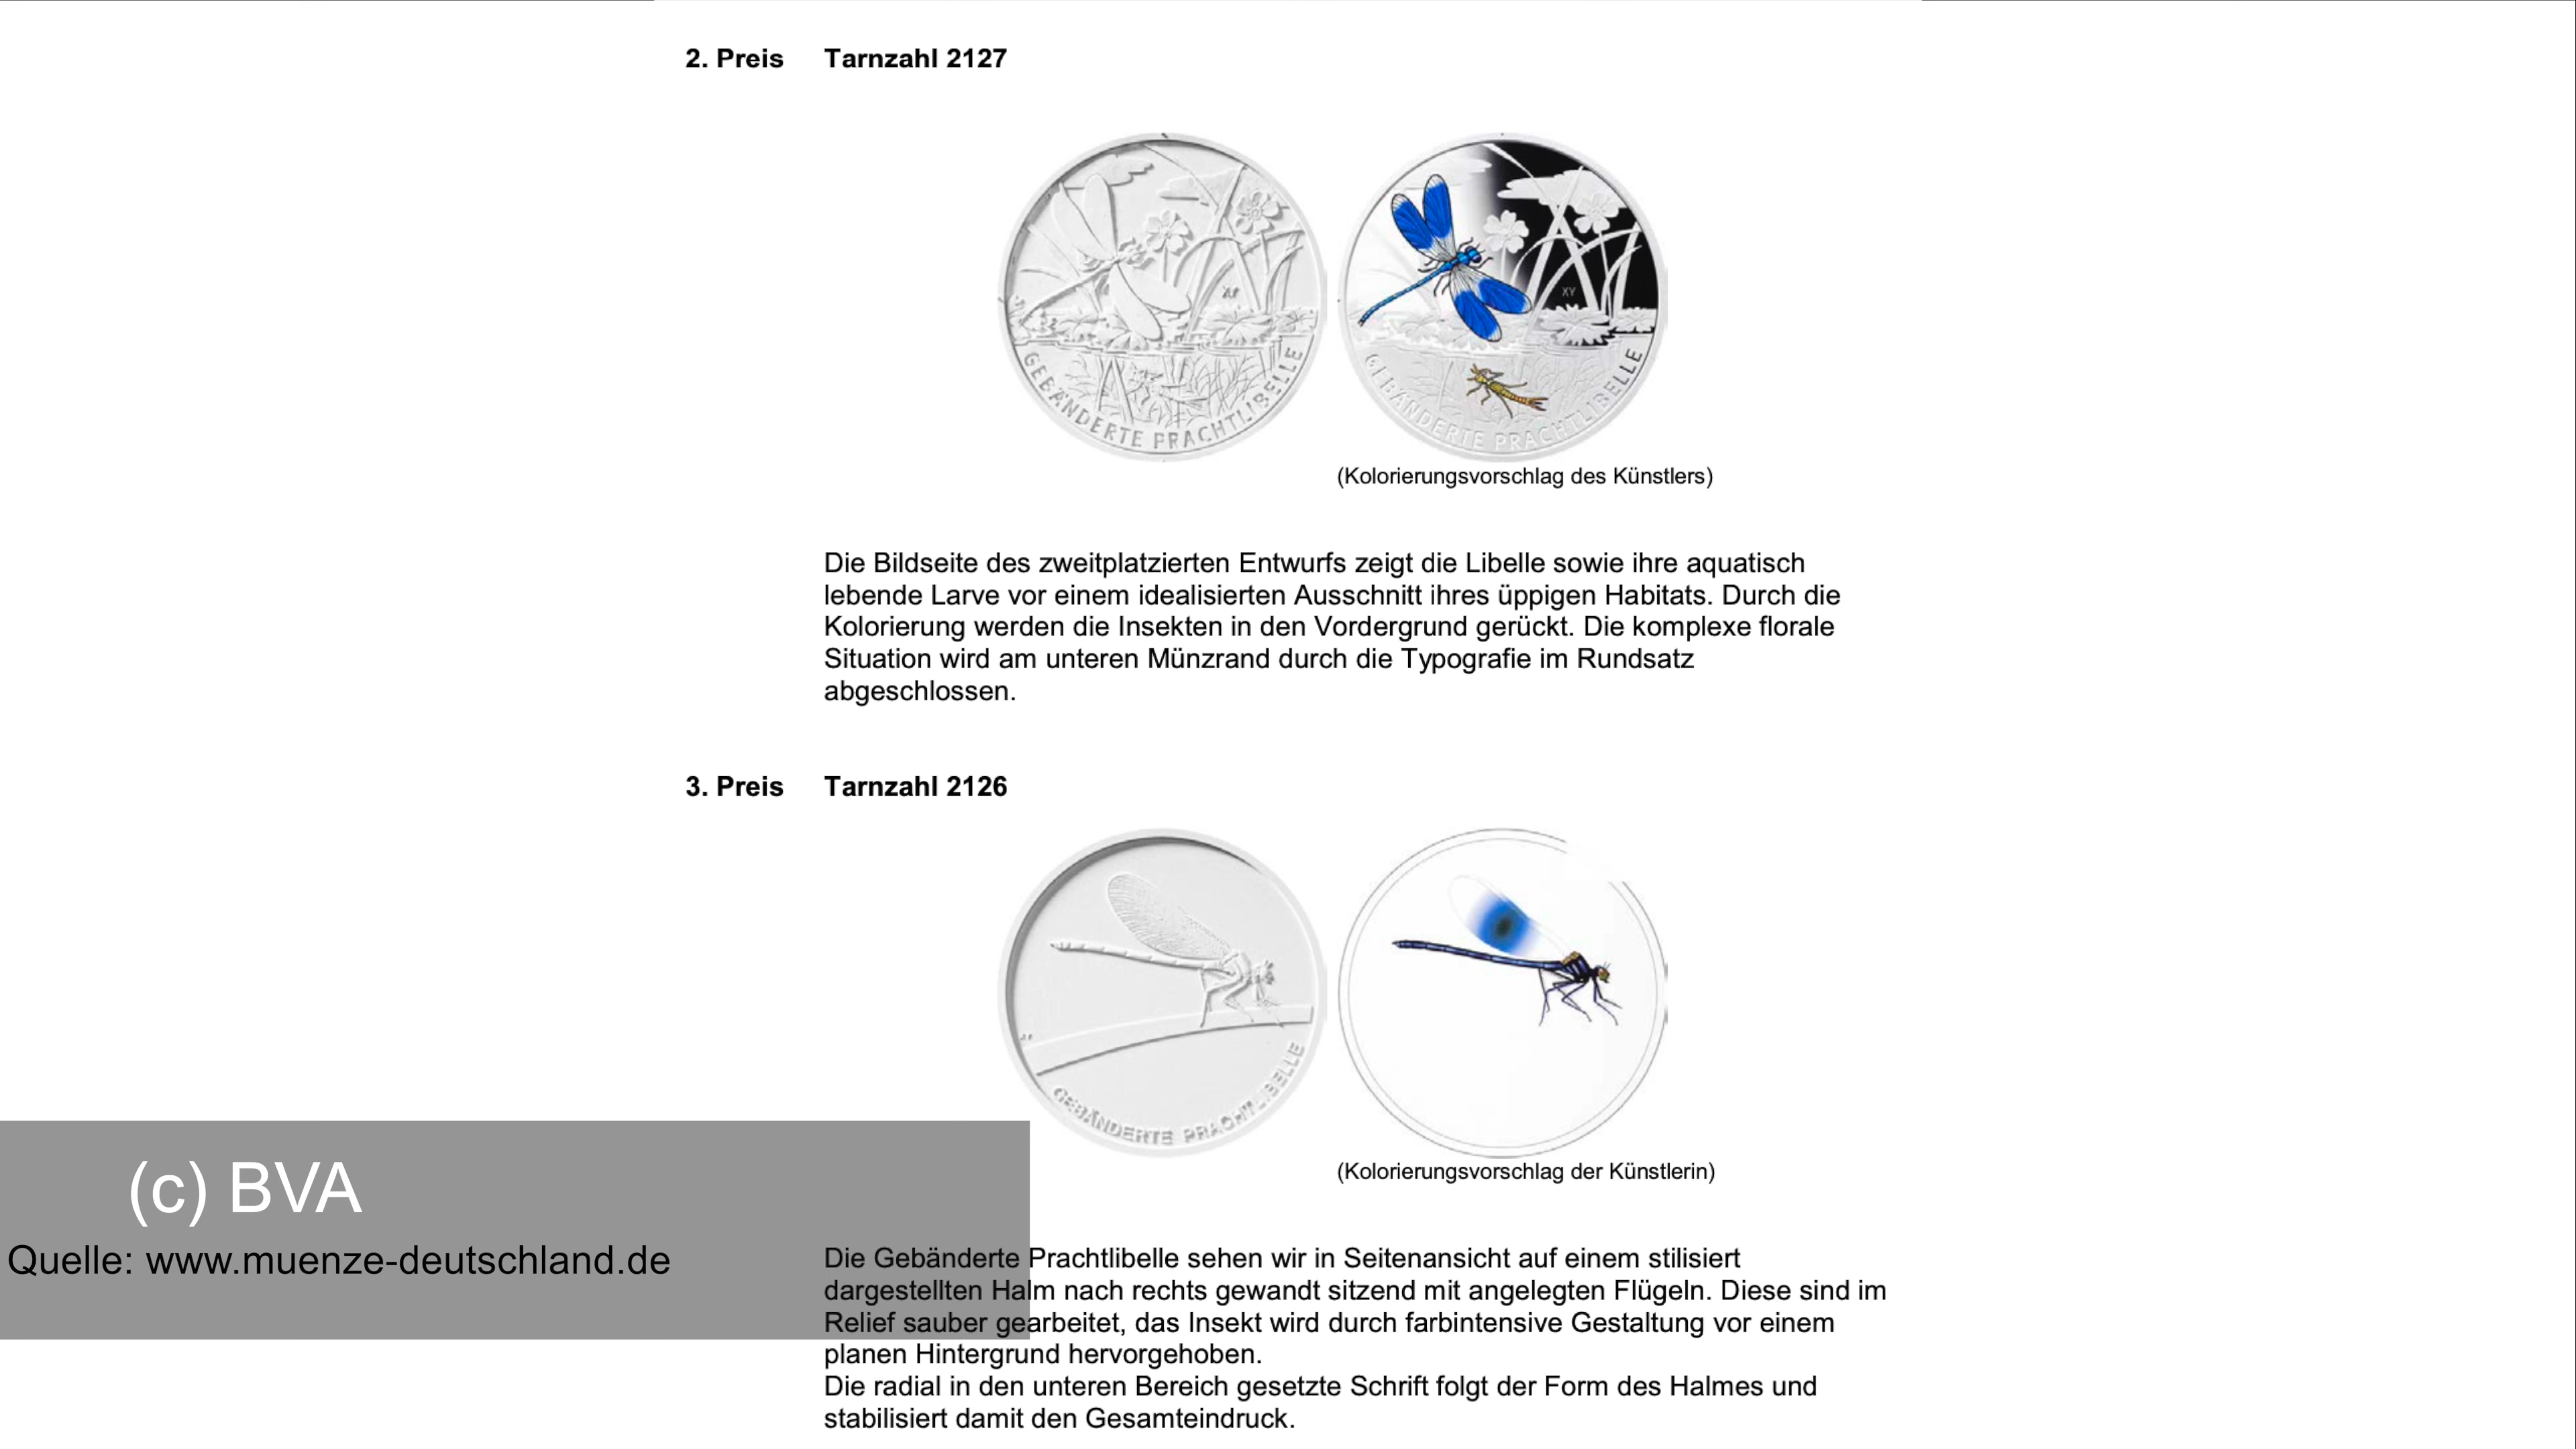 2. Preis Tarnzahl 2127
XY
GEBÄNDERTE PRACHTLIBELLE
XY
GEBÄNDERTE PRACHTLIBELLE
(Kolorierungsvorschlag des Künstlers)
Die Bildseite des zweitplatzierten Entwurfs zeigt die Libelle sowie ihre aquatisch
lebende Larve vor einem idealisierten Ausschnitt ihres üppigen Habitats. Durch die
Kolorierung werden die Insekten in den Vordergrund gerückt. Die komplexe florale
Situation wird am unteren Münzrand durch die Typografie im Rundsatz
abgeschlossen.
3. Preis Tarnzahl 2126
GEBÄNDERTE PRACHTLIBELLE
(Kolorierungsvorschlag der Künstlerin)
(c) BVA
Quelle: www.muenze-deutschland.de
Die Gebänderte Prachtlibelle sehen wir in Seitenansicht auf einem stilisiert
dargestellten Halm nach rechts gewandt sitzend mit angelegten Flügeln. Diese sind im
Relief sauber gearbeitet, das Insekt wird durch farbintensive Gestaltung vor einem
planen Hintergrund hervorgehoben.
Die radial in den unteren Bereich gesetzte Schrift folgt der Form des Halmes und
stabilisiert damit den Gesamteindruck.